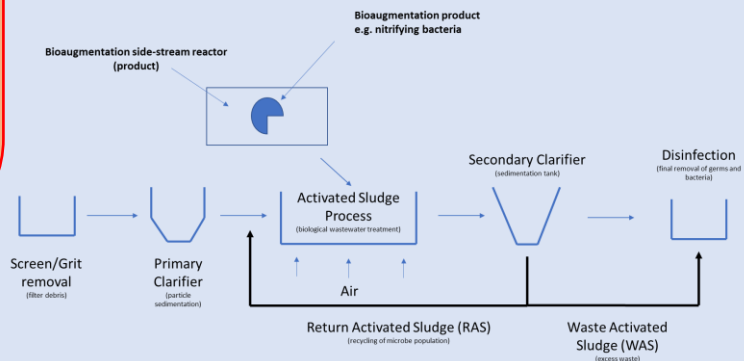 Bioaugmentation product
e.g. nitrifying bacteria
Bioaugmentation side-stream reactor
(product)
Secondary Clarifier
(sedimentation tank)
Disinfection
(final removal of germs and
bacteria)
Activated Sludge
Process
(biological wastewater treatment)
Screen/Grit
removal
(filter debris)
Primary
Clarifier
(particle
sedimentation)
Air
Return Activated Sludge (RAS)
(recycling of microbe population)
Waste Activated
Sludge (WAS)
(excess waste)